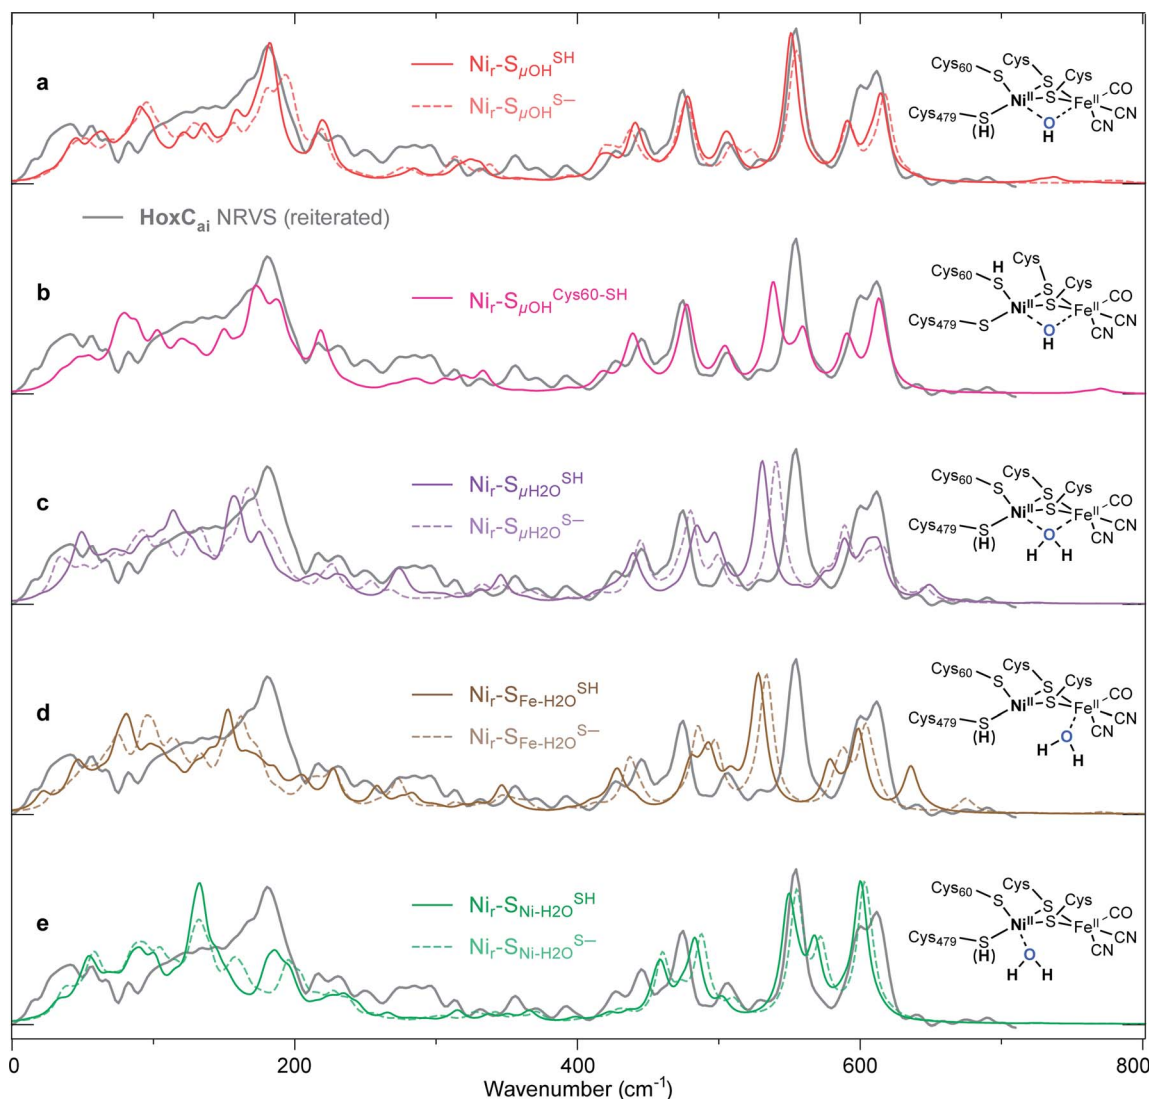 a
Ni_r-S_μOH^SH
Ni_r-S_μOH^S−
Cys60
Cys
S
S
Cys
Ni^II
S
Fe^II
CO
CN
CN
Cys479
S
(H)
O
H
HoxC_ai NRVS (reiterated)
b
Ni_r-S_μOH^Cys60-SH
H
Cys60
S
Cys
S
Cys
Ni^II
S
Fe^II
CO
CN
CN
Cys479
S
O
H
c
Ni_r-S_μH2O^SH
Ni_r-S_μH2O^S−
Cys60
Cys
S
S
Cys
Ni^II
S
Fe^II
CO
CN
CN
Cys479
S
(H)
O
H
H
d
Ni_r-S_Fe-H2O^SH
Ni_r-S_Fe-H2O^S−
Cys60
Cys
S
S
Cys
Ni^II
S
Fe^II
CO
CN
CN
Cys479
S
(H)
O
H
H
e
Ni_r-S_Ni-H2O^SH
Ni_r-S_Ni-H2O^S−
Cys60
Cys
S
S
Cys
Ni^II
S
Fe^II
CO
CN
CN
Cys479
S
(H)
O
H
H
0 200 400 600 800
Wavenumber (cm⁻¹)